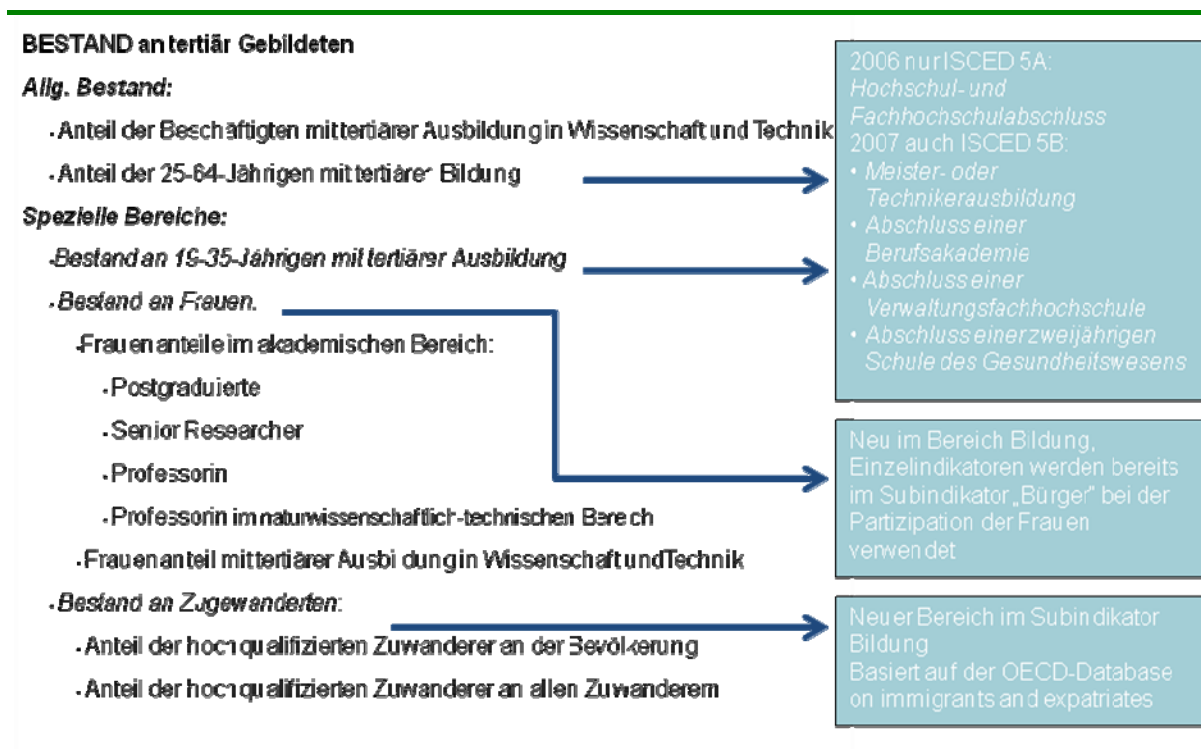 BESTAND an tertiär Gebildeten
Allg. Bestand:
Anteil der Beschäftigten mit tertiärer Ausbildung in Wissenschaft und Technik
Anteil der 25-64-Jährigen mit tertiärer Bildung
Spezielle Bereiche:
Bestand an 19-35-Jährigen mit tertiärer Ausbildung
Bestand an Frauen.
Frauenanteile im akademischen Bereich:
Postgraduierte
Senior Researcher
Professorin
Professorin im naturwissenschaftlich-technischen Bereich
Frauenanteil mit tertiärer Ausbildung in Wissenschaft und Technik
Bestand an Zugewanderten:
Anteil der hochqualifizierten Zuwanderer an der Bevölkerung
Anteil der hochqualifizierten Zuwanderer an allen Zuwanderern
2006 nur ISCED 5A:
Hochschul- und
Fachhochschulabschluss
2007 auch ISCED 5B:
• Meister- oder
Technikerausbildung
• Abschluss einer
Berufsakademie
• Abschluss einer
Verwaltungsfachhochschule
• Abschluss einer zweijährigen
Schule des Gesundheitswesens
Neu im Bereich Bildung,
Einzelindikatoren werden bereits
im Subindikator „Bürger“ bei der
Partizipation der Frauen
verwendet
Neuer Bereich im Subindikator
Bildung
Basiert auf der OECD-Database
on immigrants and expatriates